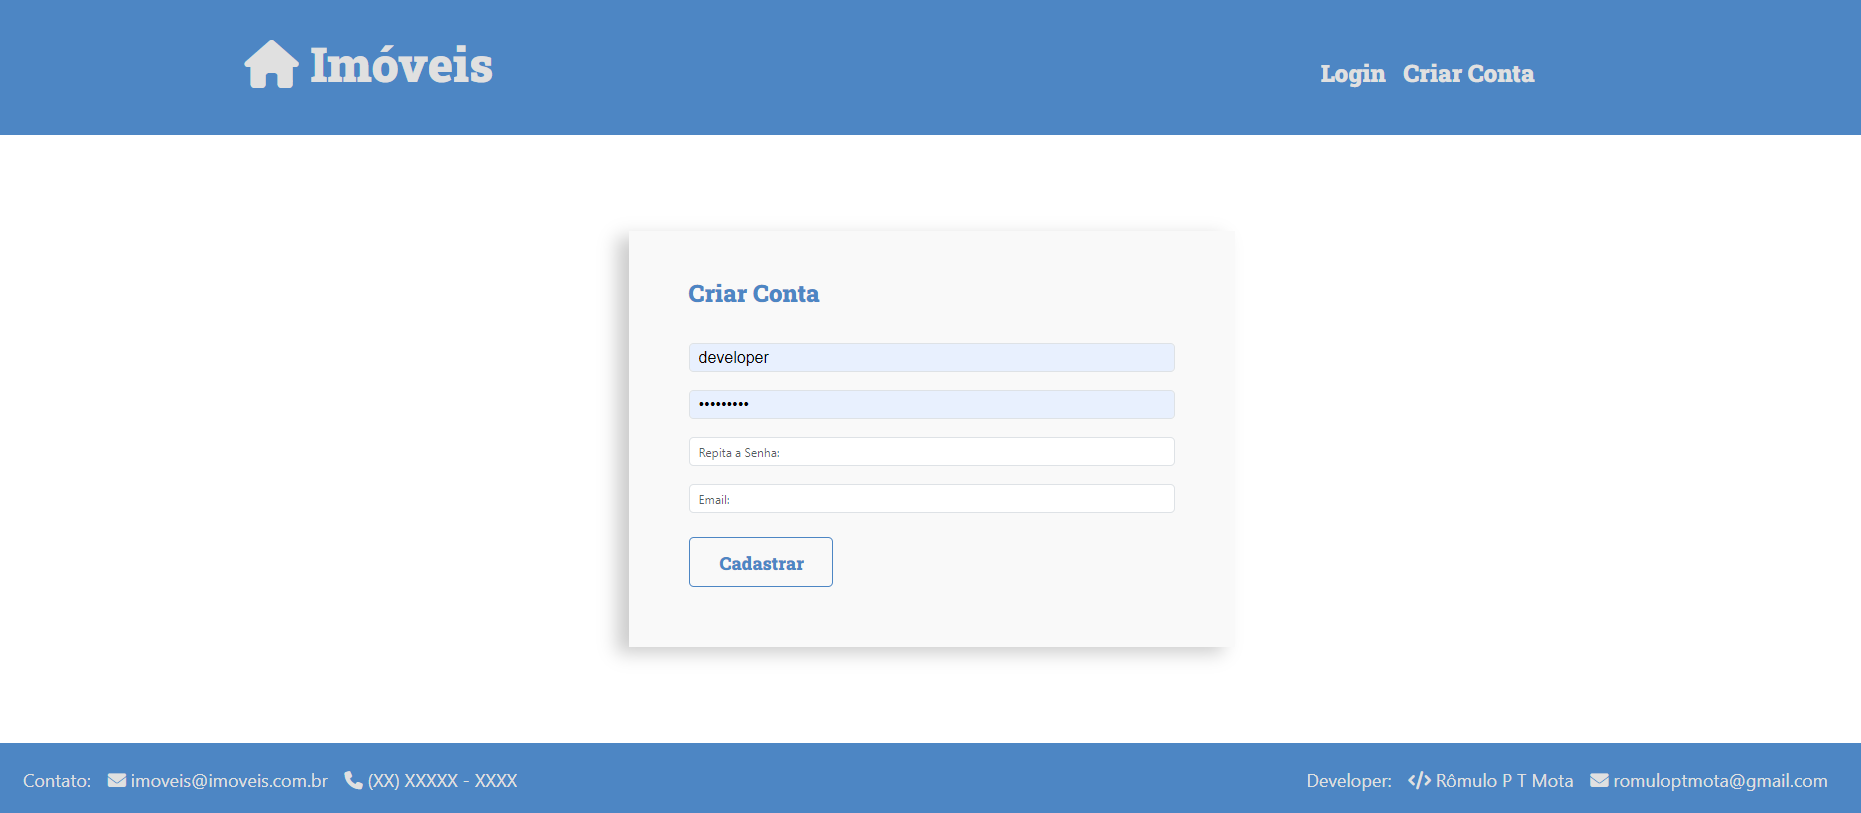 Imóveis
Login Criar Conta
Criar Conta
developer
•••••••••
Repita a Senha:
Email:
Cadastrar
Contato: imoveis@imoveis.com.br (XX) XXXXX - XXXX
Developer: Rômulo P T Mota romuloptmota@gmail.com